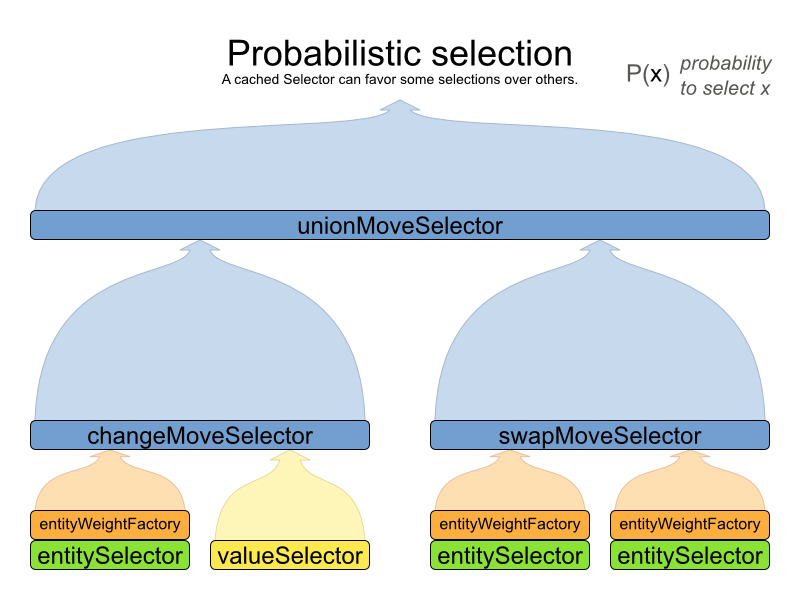 Probabilistic selection
A cached Selector can favor some selections over others.
P(x) probability
to select x
unionMoveSelector
changeMoveSelector
swapMoveSelector
entityWeightFactory
entityWeightFactory
entityWeightFactory
entitySelector
valueSelector
entitySelector
entitySelector